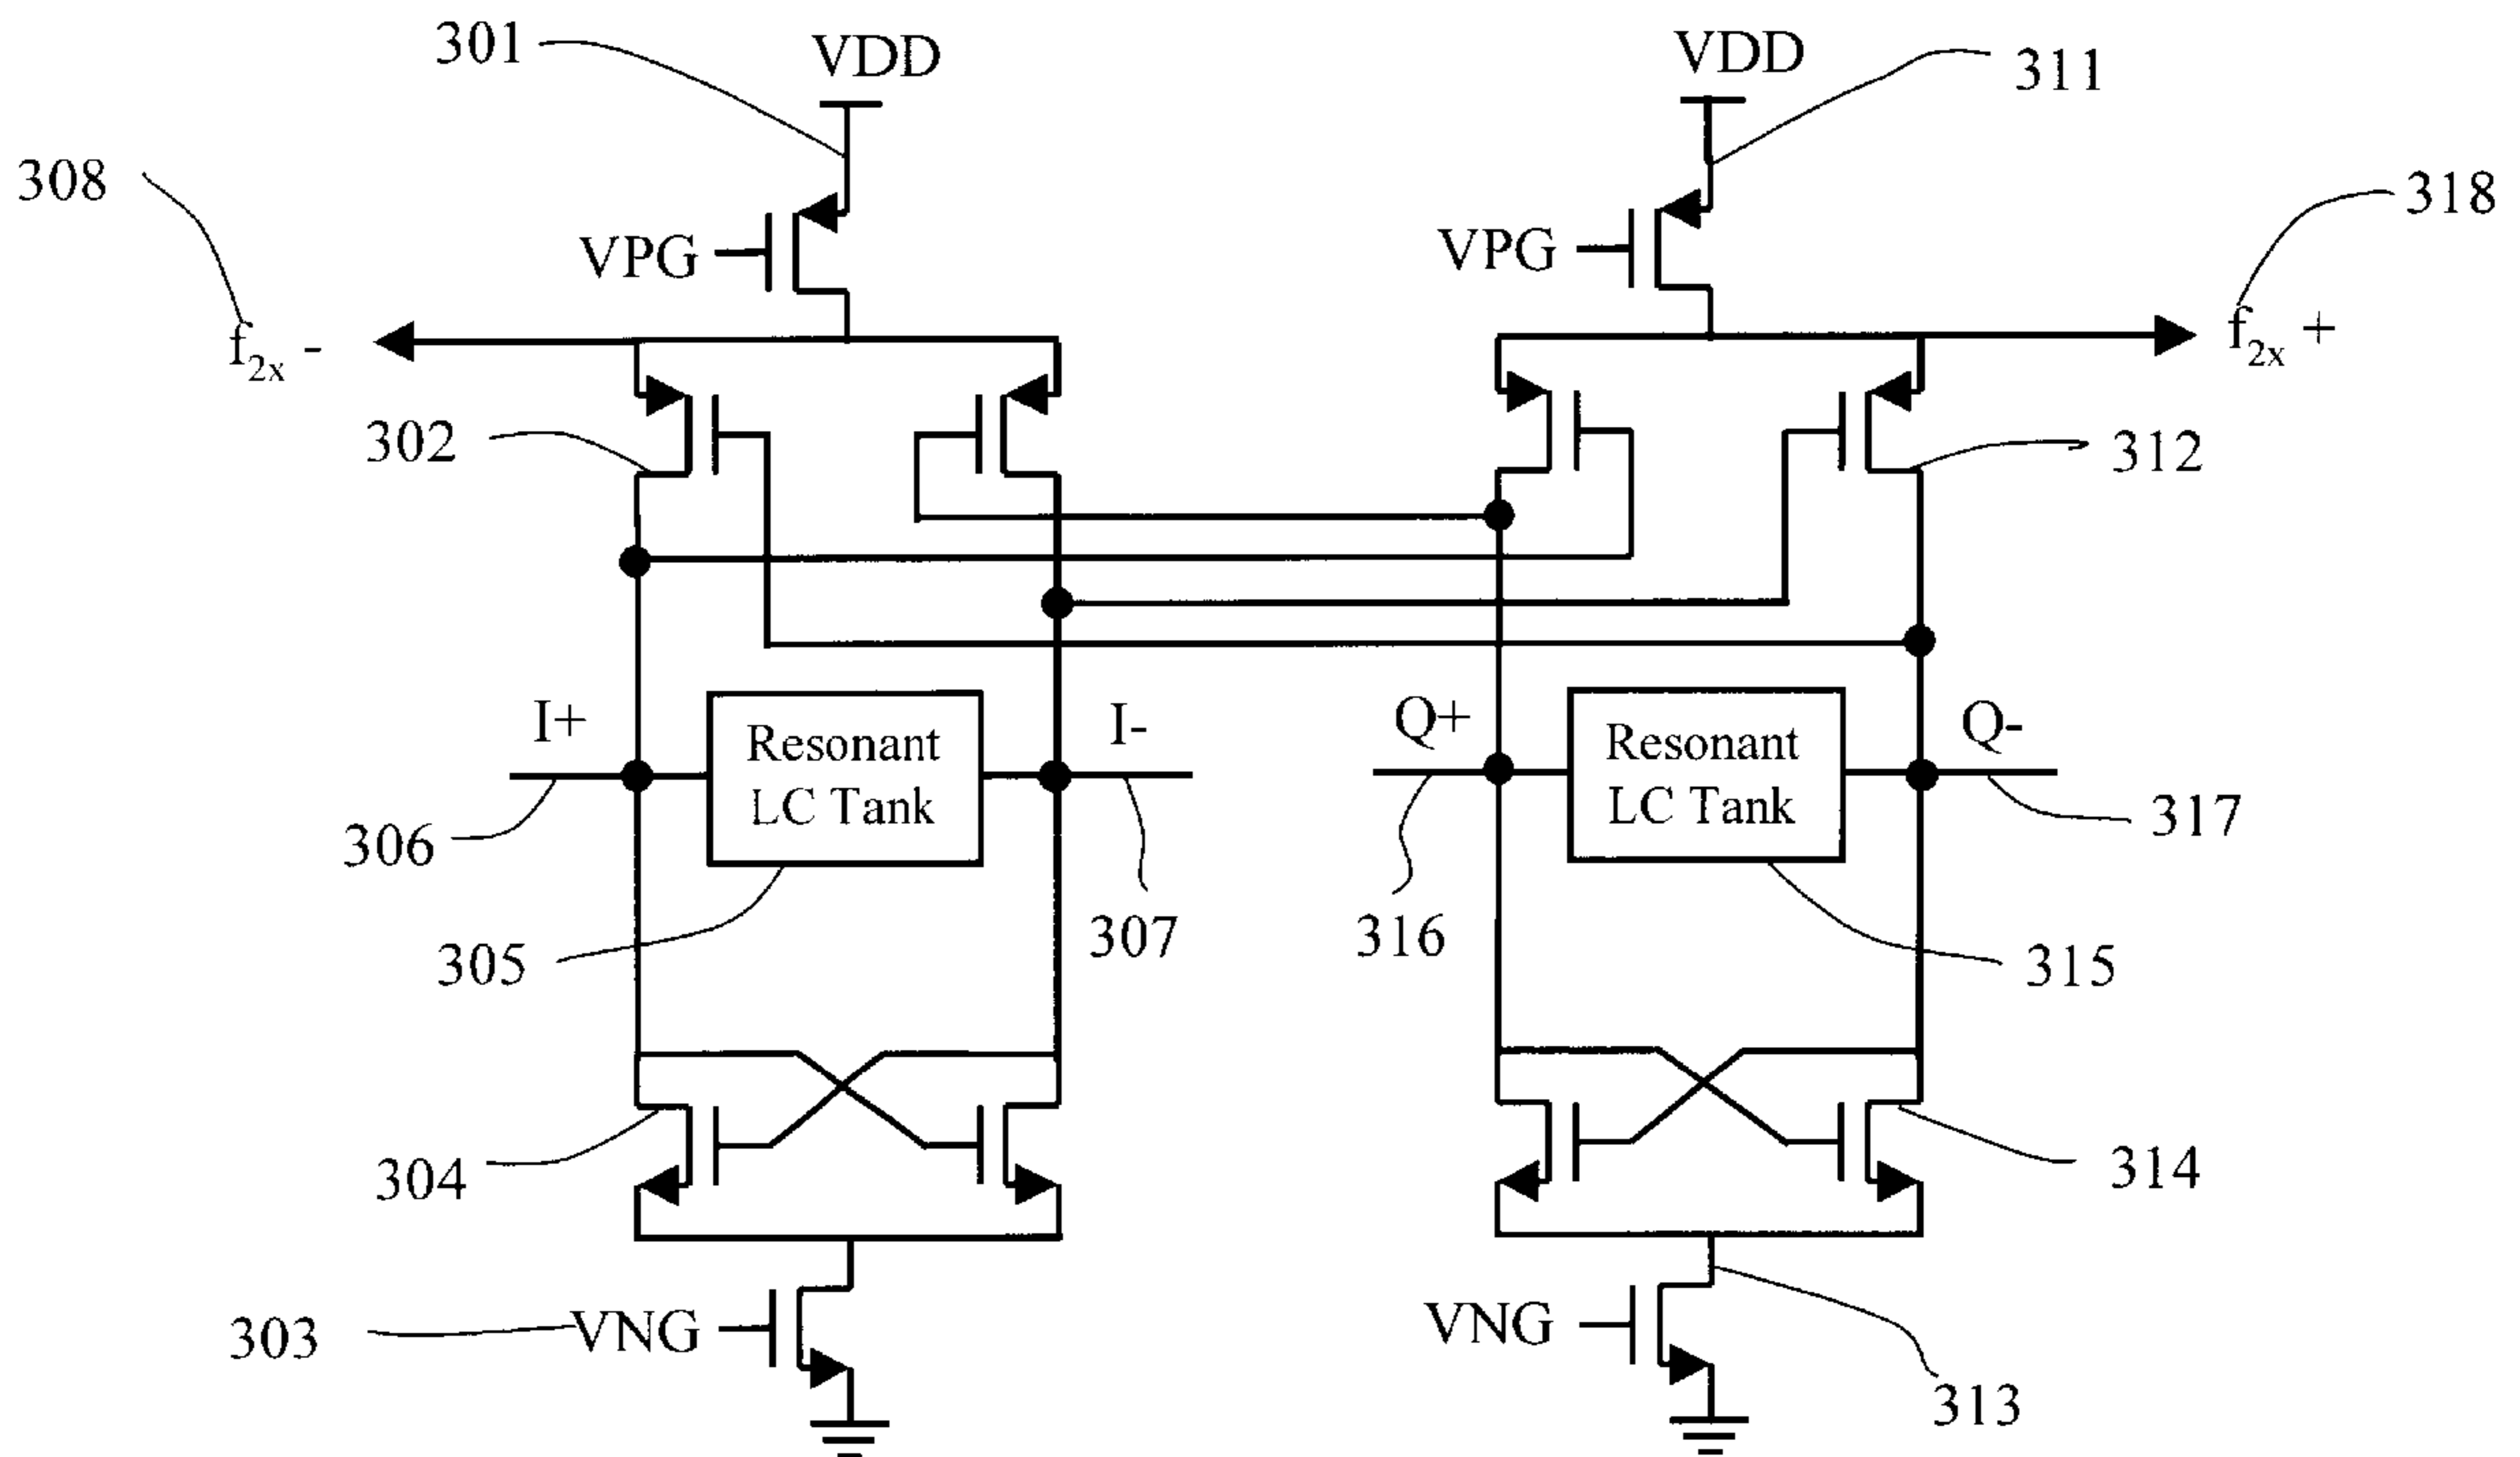 301
VDD
VDD
311
308
318
VPG
VPG
f2x -
f2x +
302
312
I+
Resonant
LC Tank
I-
Q+
Resonant
LC Tank
Q-
306
317
305
307
316
315
304
314
303
VNG
VNG
313